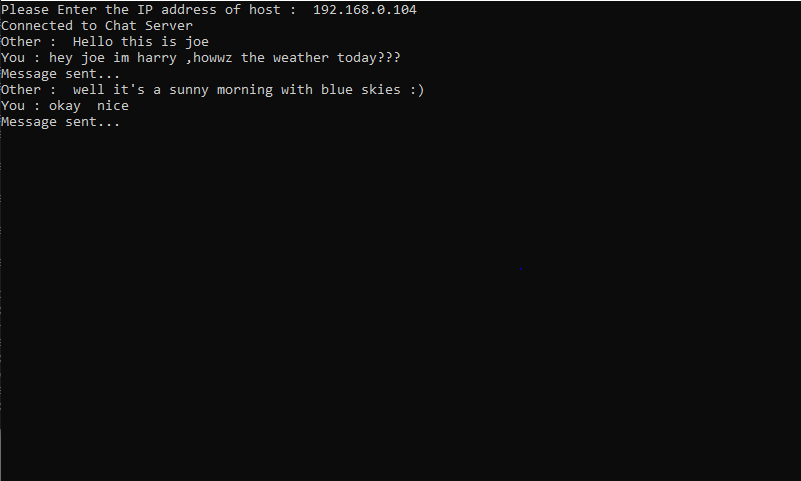 Please Enter the IP address of host :  192.168.0.104
Connected to Chat Server
Other :  Hello this is joe
You : hey joe im harry ,howwz the weather today???
Message sent...
Other :  well it's a sunny morning with blue skies :)
You : okay  nice
Message sent...